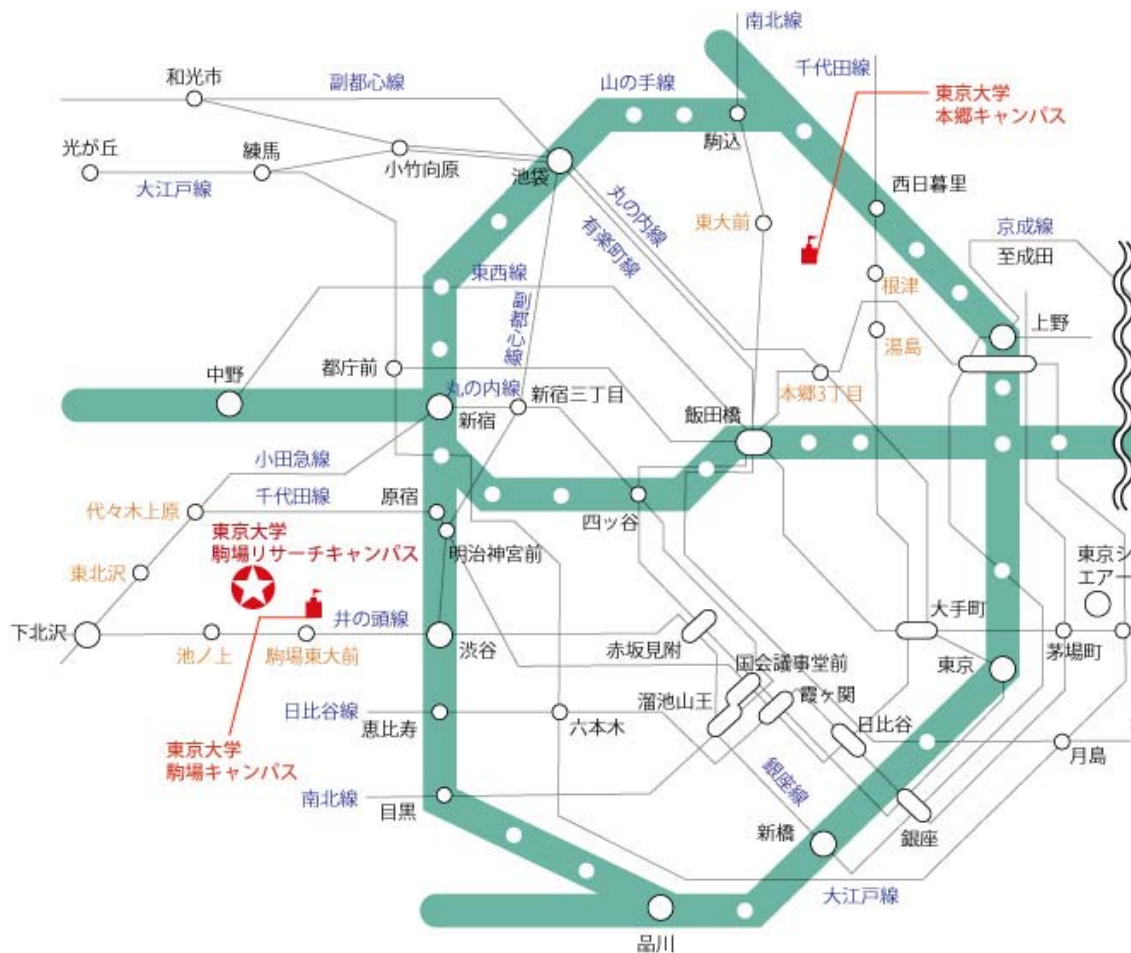 南北線
千代田線
和光市
副都心線
山の手線
東京大学
本郷キャンパス
光が丘
練馬
小竹向原
池袋
駒込
大江戸線
丸の内線
有楽町線
東大前
西日暮里
京成線
至成田
東西線
副都心線
根津
湯島
上野
都庁前
中野
丸の内線
新宿三丁目
新宿
本郷3丁目
飯田橋
小田急線
千代田線
原宿
代々木上原
四ッ谷
東京大学
駒場リサーチキャンパス
明治神宮前
東北沢
東京シ
エアー
大手町
下北沢
井の頭線
池ノ上
駒場東大前
渋谷
赤坂見附
国会議事堂前
東京
茅場町
溜池山王
霞ヶ関
日比谷線
恵比寿
六本木
日比谷
月島
東京大学
駒場キャンパス
銀座線
南北線
目黒
新橋
銀座
大江戸線
品川